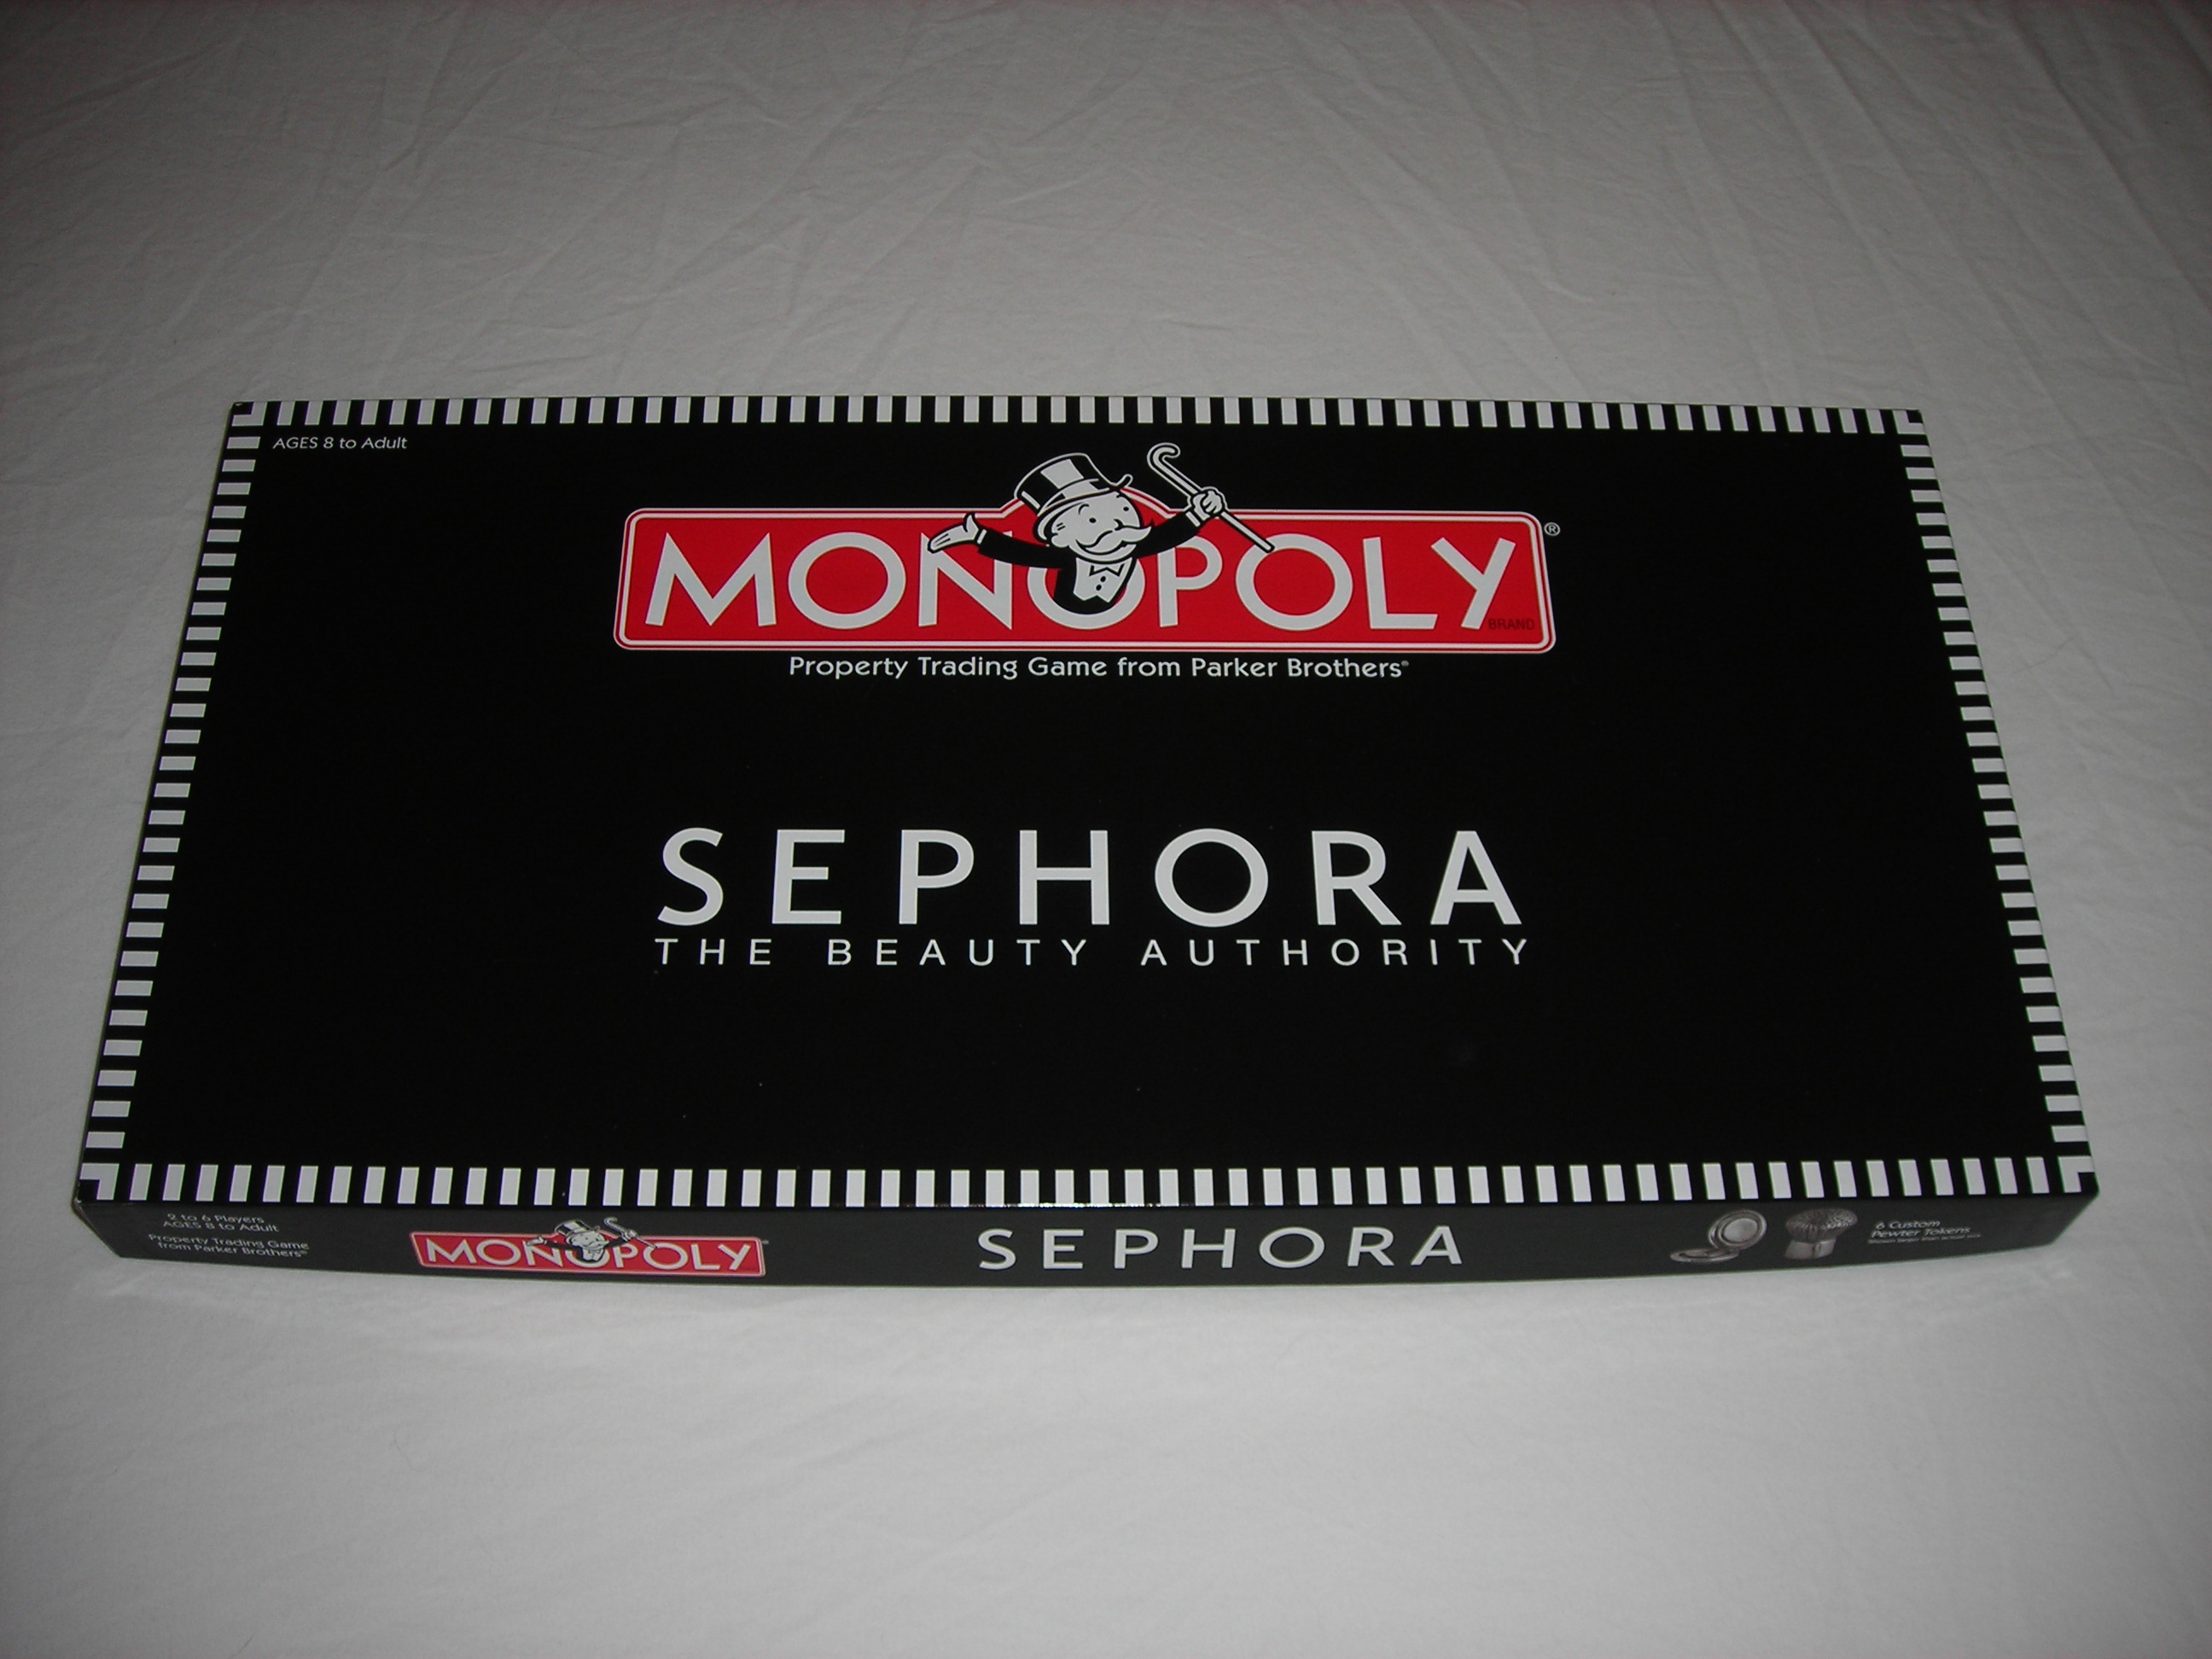 AGES 8 to Adult
MONOPOLY®
BRAND
Property Trading Game from Parker Brothers®
SEPHORA
THE BEAUTY AUTHORITY
2 to 6 Players
AGES 8 to Adult
Property Trading Game
from Parker Brothers®
MONOPOLY
SEPHORA
6 Custom
Pewter Tokens